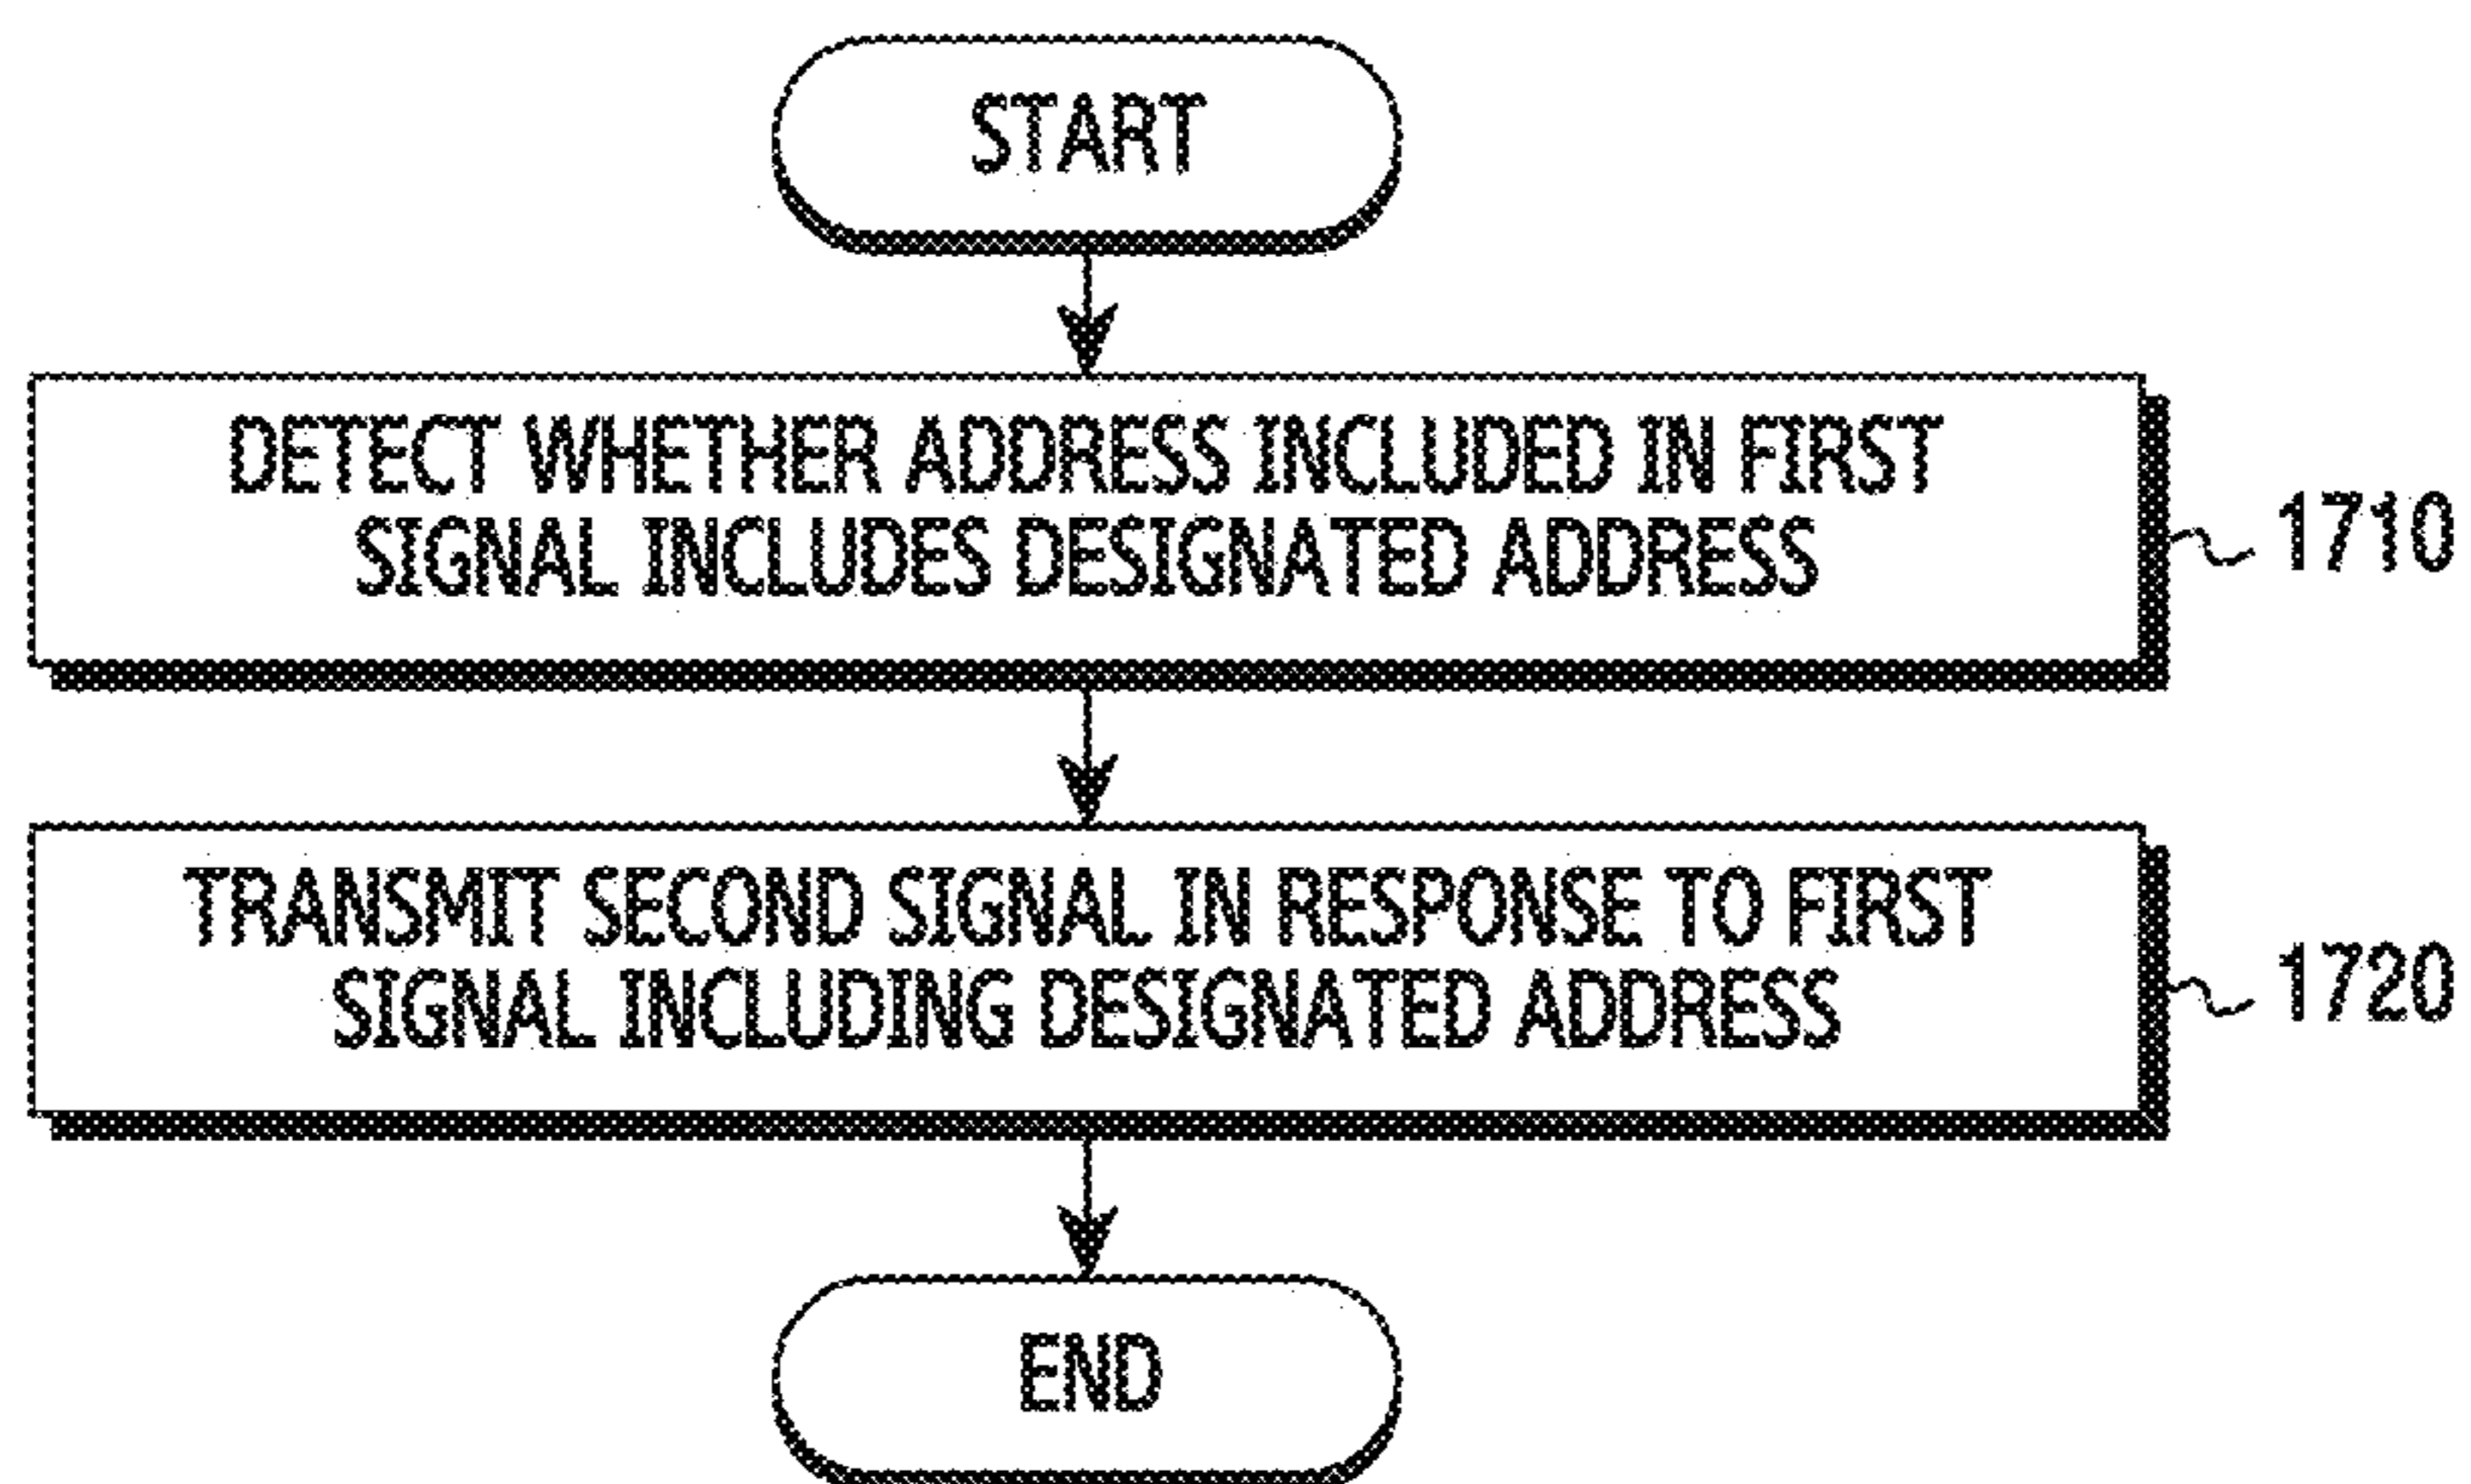 START
DETECT WHETHER ADDRESS INCLUDED IN FIRST
SIGNAL INCLUDES DESIGNATED ADDRESS
1710
TRANSMIT SECOND SIGNAL IN RESPONSE TO FIRST
SIGNAL INCLUDING DESIGNATED ADDRESS
1720
END